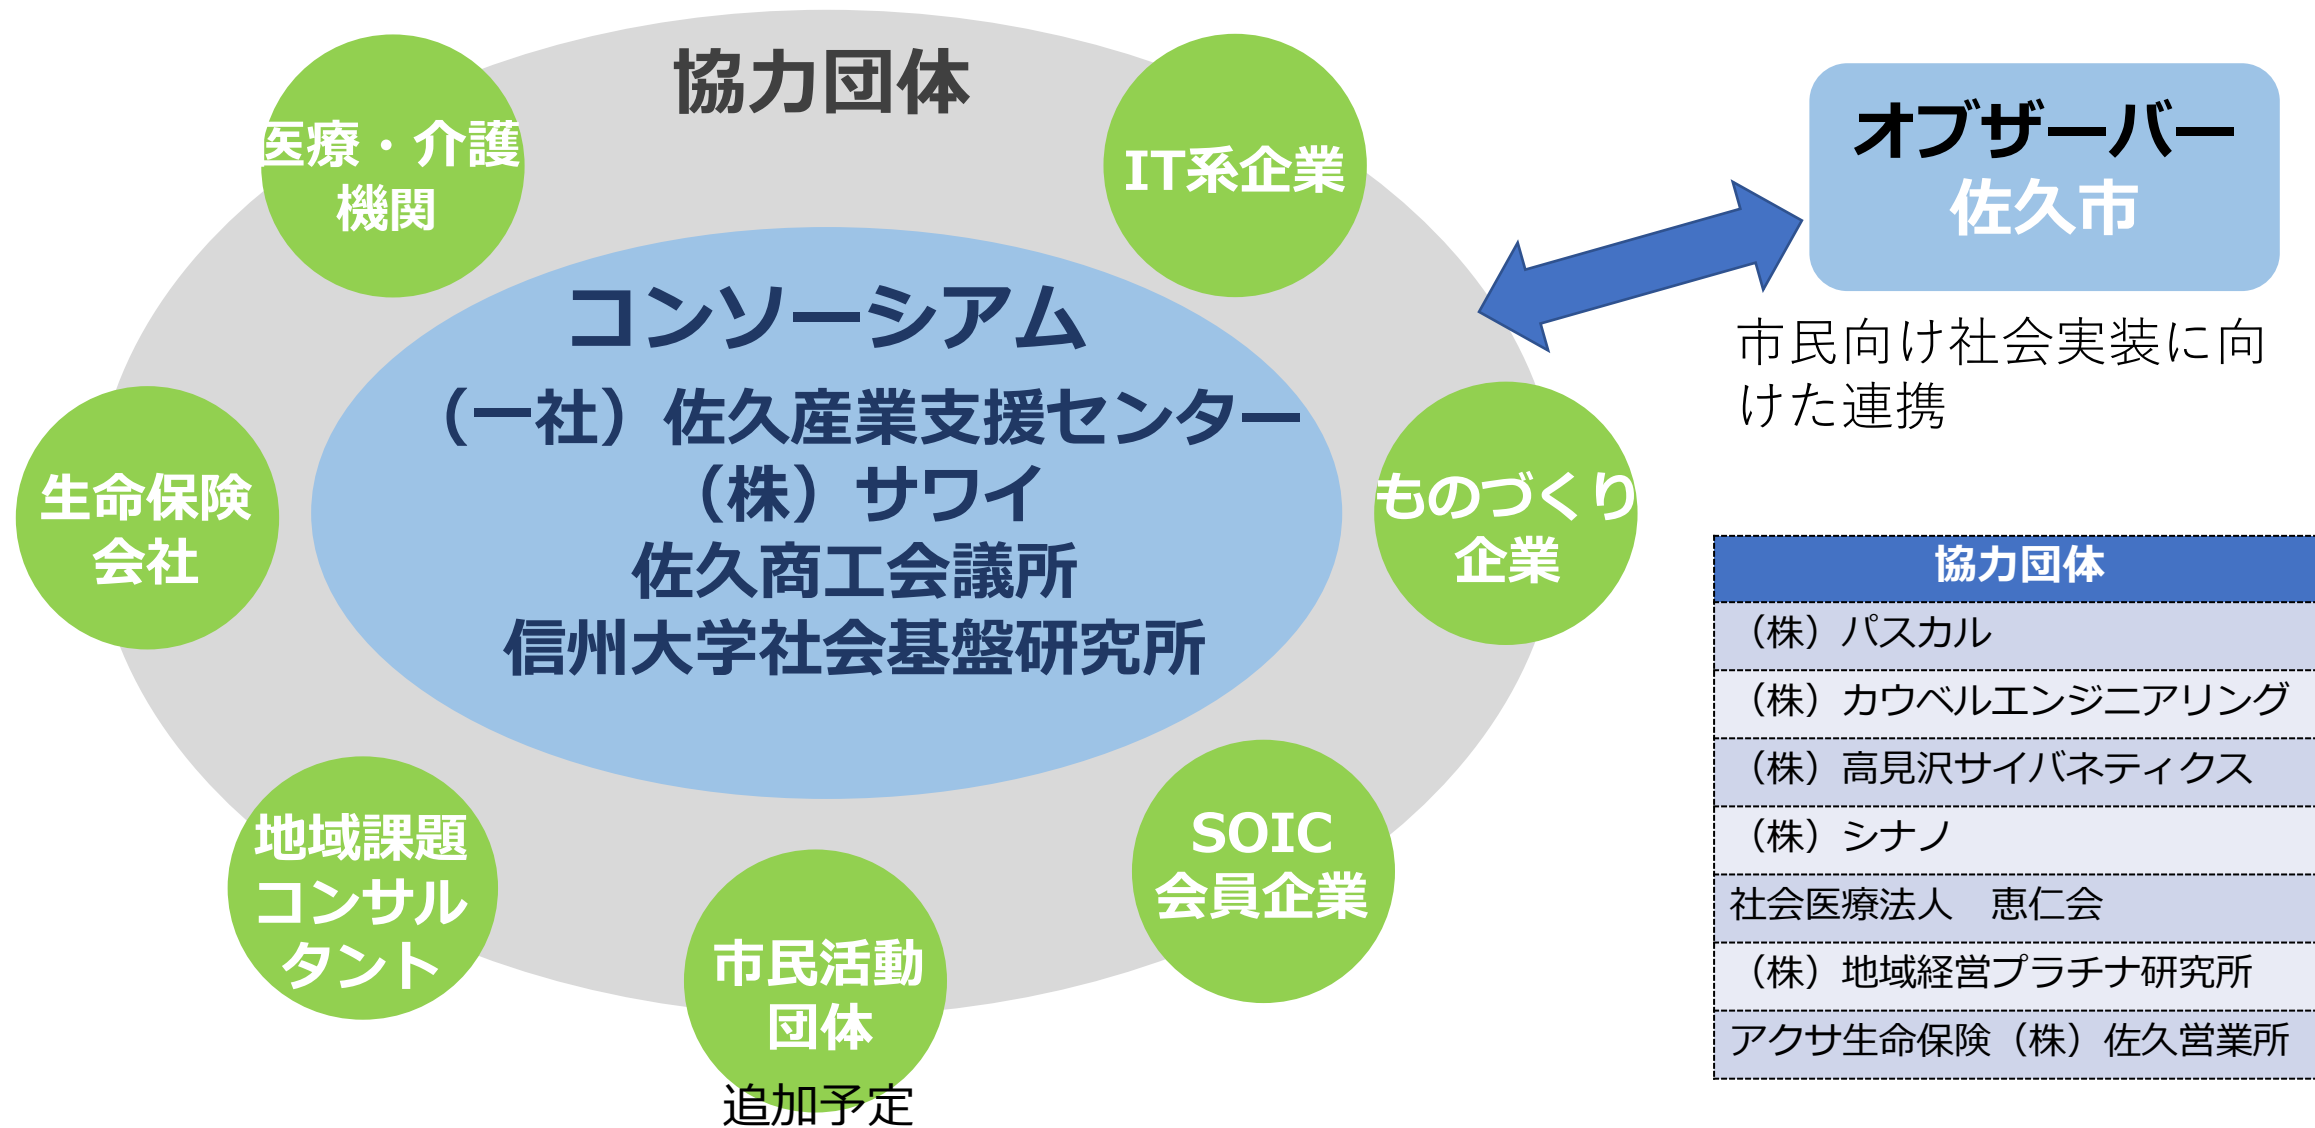 協力団体
医療・介護
機関
IT系企業
コンソーシアム
（一社）佐久産業支援センター
（株）サワイ
佐久商工会議所
信州大学社会基盤研究所
生命保険
会社
ものづくり
企業
地域課題
コンサル
タント
市民活動
団体
追加予定
SOIC
会員企業
オブザーバー
佐久市
市民向け社会実装に向
けた連携
協力団体
（株）パスカル
（株）カウベルエンジニアリング
（株）高見沢サイバネティクス
（株）シナノ
社会医療法人　恵仁会
（株）地域経営プラチナ研究所
アクサ生命保険（株）佐久営業所